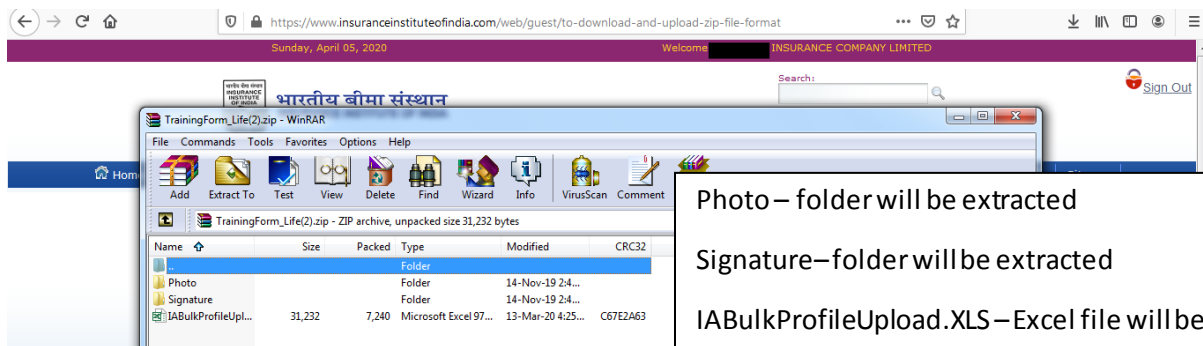 https://www.insuranceinstituteofindia.com/web/guest/to-download-and-upload-zip-file-format
Sunday, April 05, 2020 Welcome INSURANCE COMPANY LIMITED
Search:
Sign Out
INSURANCE
INSTITUTE
OF INDIA
भारतीय बीमा संस्थान
TrainingForm_Life(2).zip - WinRAR
File Commands Tools Favorites Options Help
Hom
Add Extract To Test View Delete Find Wizard Info VirusScan Comment
TrainingForm_Life(2).zip - ZIP archive, unpacked size 31,232 bytes
Name Size Packed Type Modified CRC32
.. Folder
Photo Folder 14-Nov-19 2:4...
Signature Folder 14-Nov-19 2:4...
IABulkProfileUpl... 31,232 7,240 Microsoft Excel 97... 13-Mar-20 4:25... C67E2A63
Photo – folder will be extracted
Signature– folder will be extracted
IABulkProfileUpload.XLS – Excel file will be